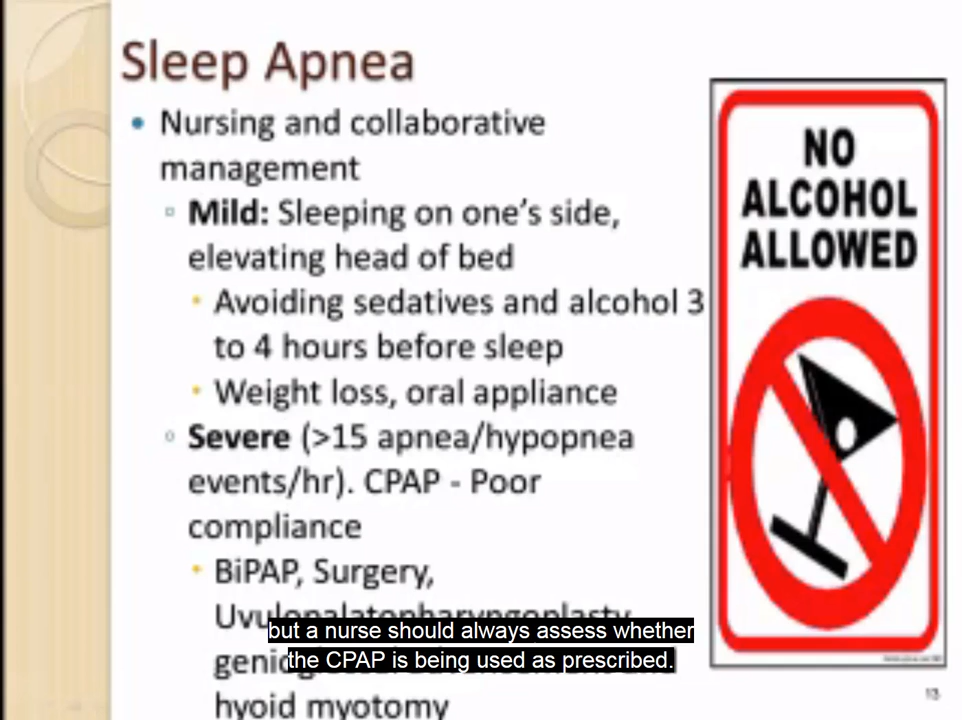 Sleep Apnea
• Nursing and collaborative
management
▫ Mild: Sleeping on one's side,
elevating head of bed
• Avoiding sedatives and alcohol 3
to 4 hours before sleep
• Weight loss, oral appliance
▫ Severe (>15 apnea/hypopnea
events/hr). CPAP - Poor
compliance
• BiPAP, Surgery,
Uvulopalatopharyngoplasty
hyoid myotomy
but a nurse should always assess whether
the CPAP is being used as prescribed.
NO
ALCOHOL
ALLOWED
13